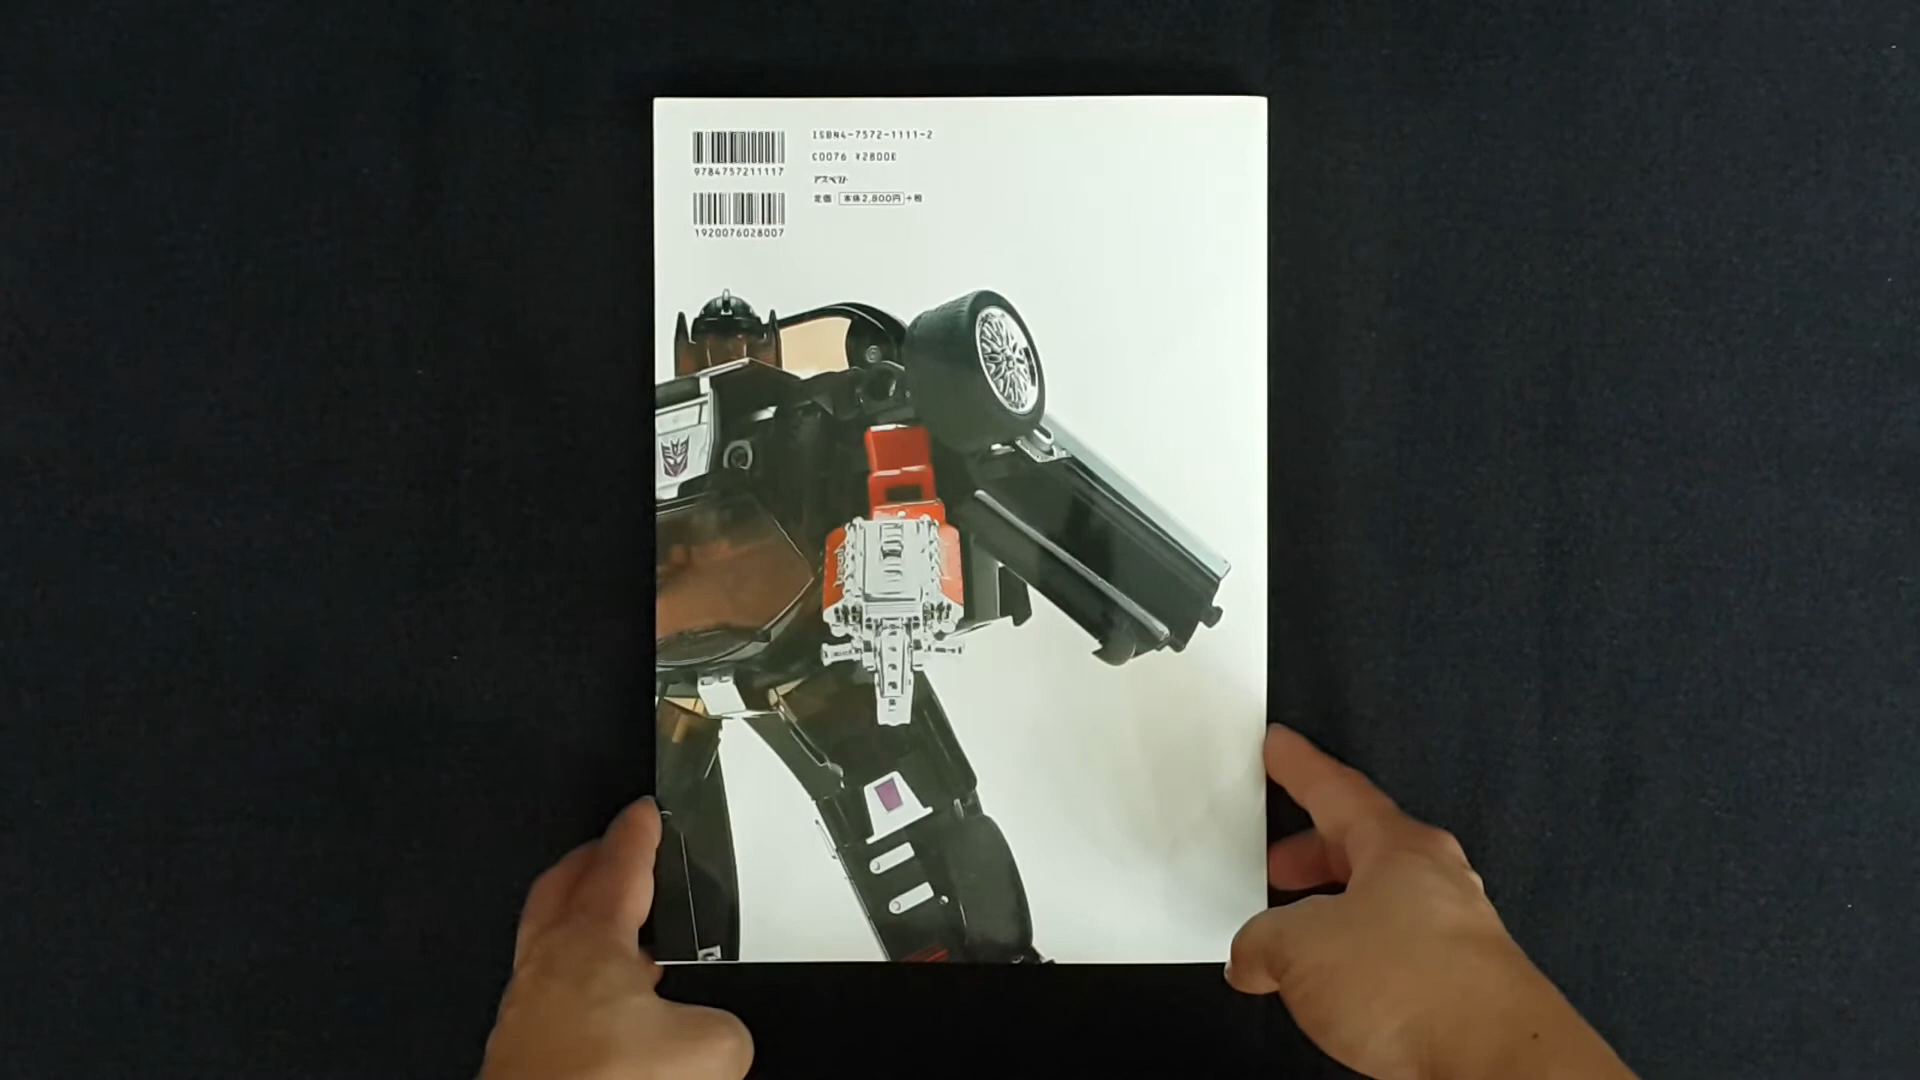 9784757211117
1920076028007
ISBN4-7572-1111-2
C0076 ¥2800E
アスペクト
定価 本体2,800円+税